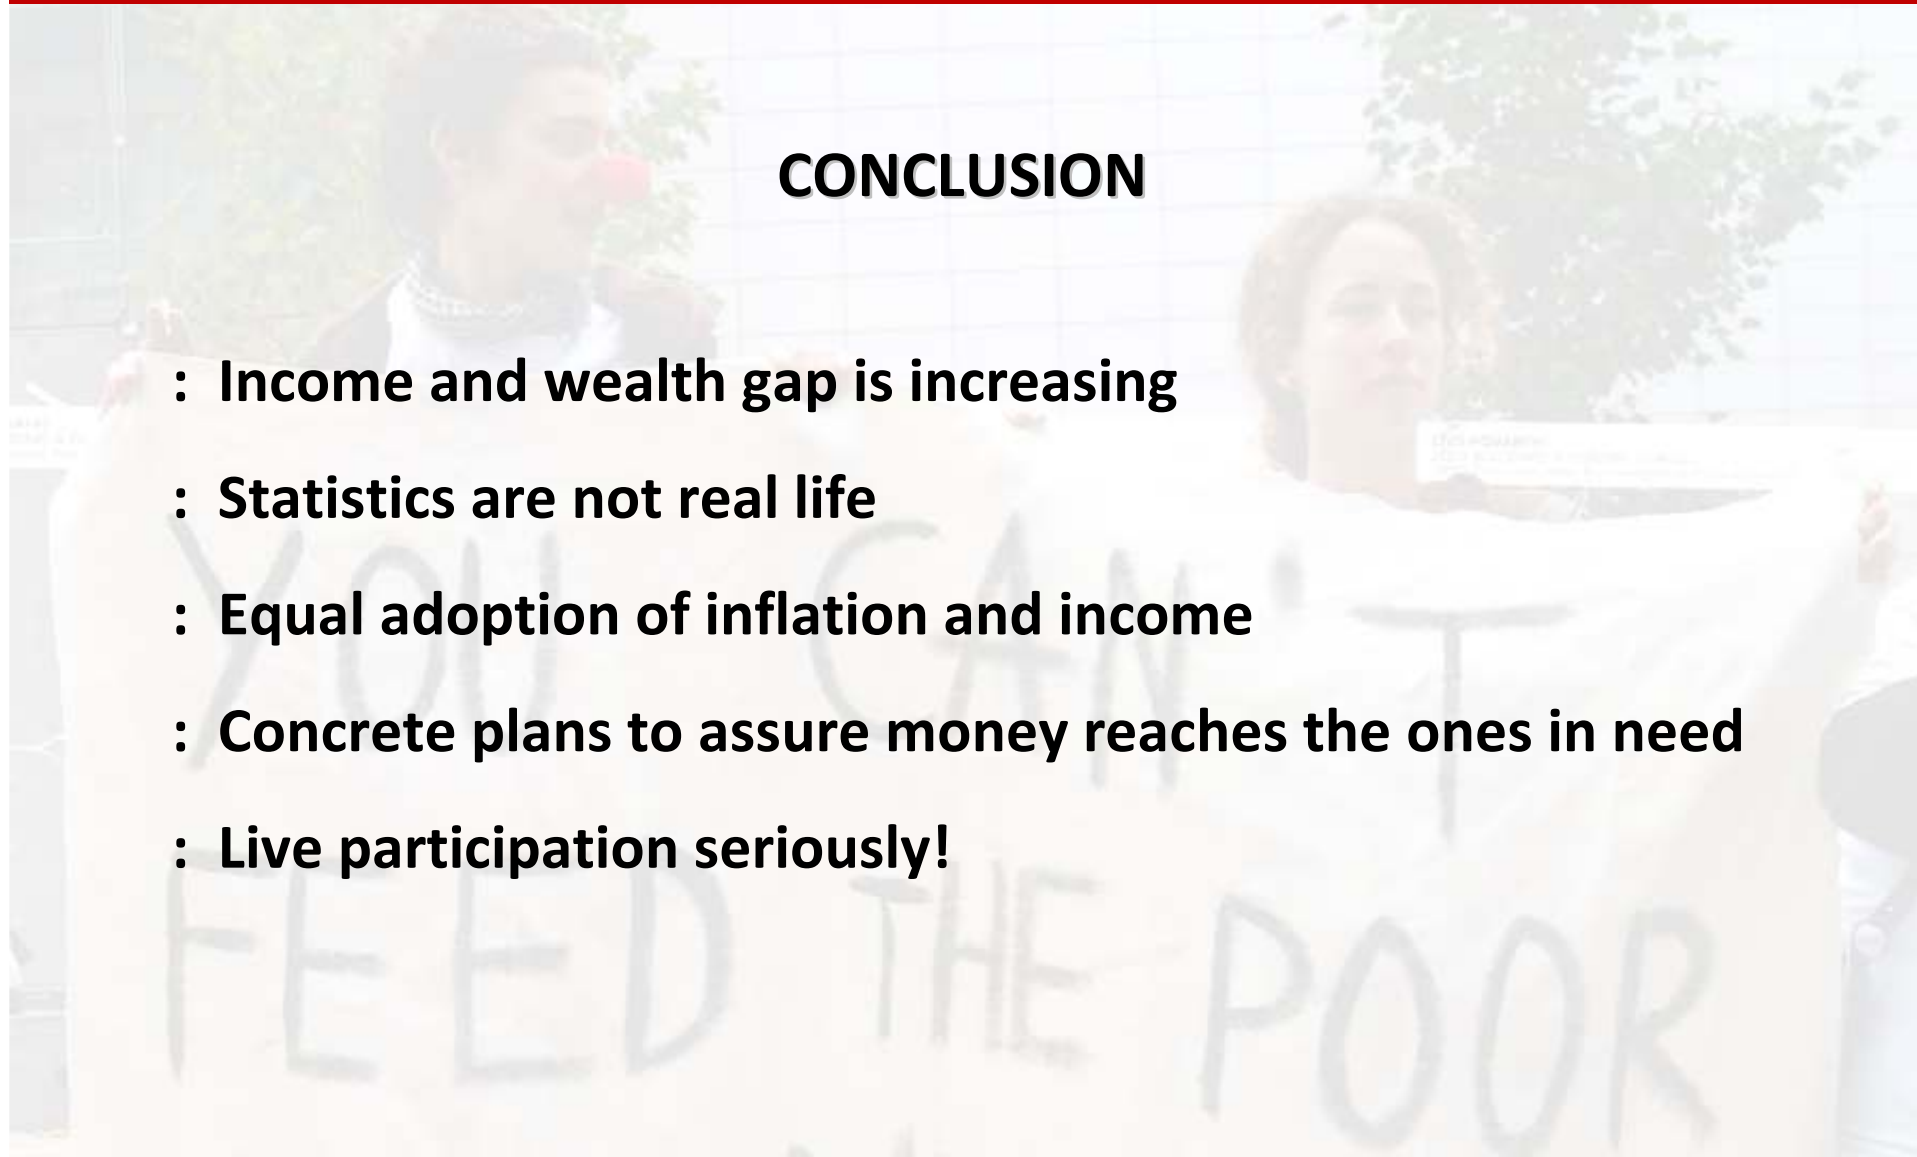 CONCLUSION
: Income and wealth gap is increasing
: Statistics are not real life
: Equal adoption of inflation and income
: Concrete plans to assure money reaches the ones in need
: Live participation seriously!
YOU CAN'T
FEED THE POOR